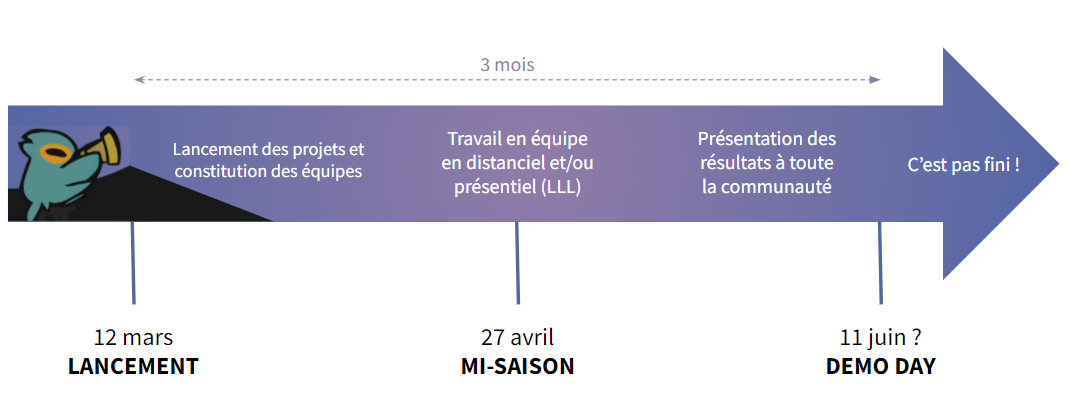 3 mois
Lancement des projets et
constitution des équipes
Travail en équipe
en distanciel et/ou
présentiel (LLL)
Présentation des
résultats à toute
la communauté
C'est pas fini !
12 mars
LANCEMENT
27 avril
MI-SAISON
11 juin ?
DEMO DAY